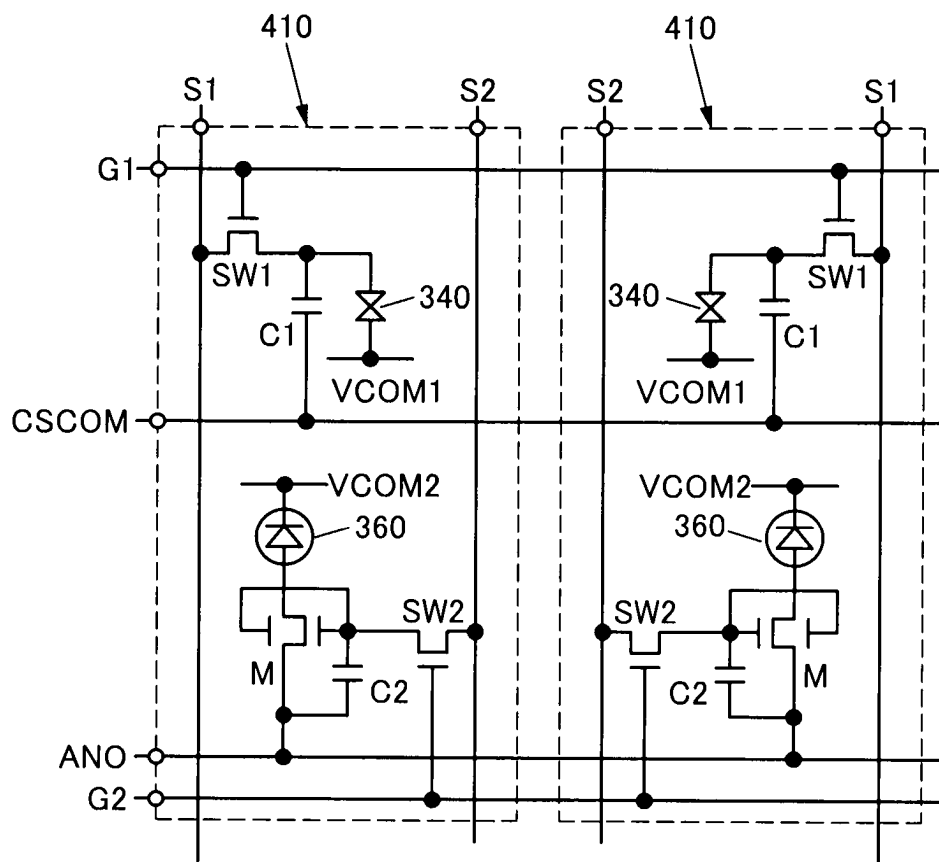 410 410
S1 S2 S2 S1
G1
SW1 SW1
340 340
C1 C1
VCOM1 VCOM1
CSCOM
VCOM2 VCOM2
360 360
SW2 SW2
M C2 C2 M
ANO
G2